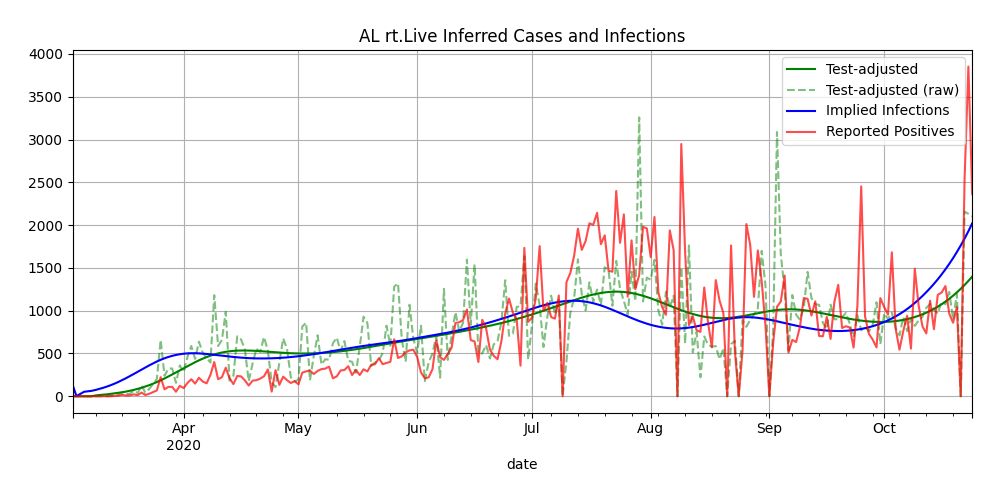 AL rt.Live Inferred Cases and Infections
Test-adjusted
Test-adjusted (raw)
Implied Infections
Reported Positives
4000
3500
3000
2500
2000
1500
1000
500
0
Apr
2020
May
Jun
Jul
Aug
Sep
Oct
date